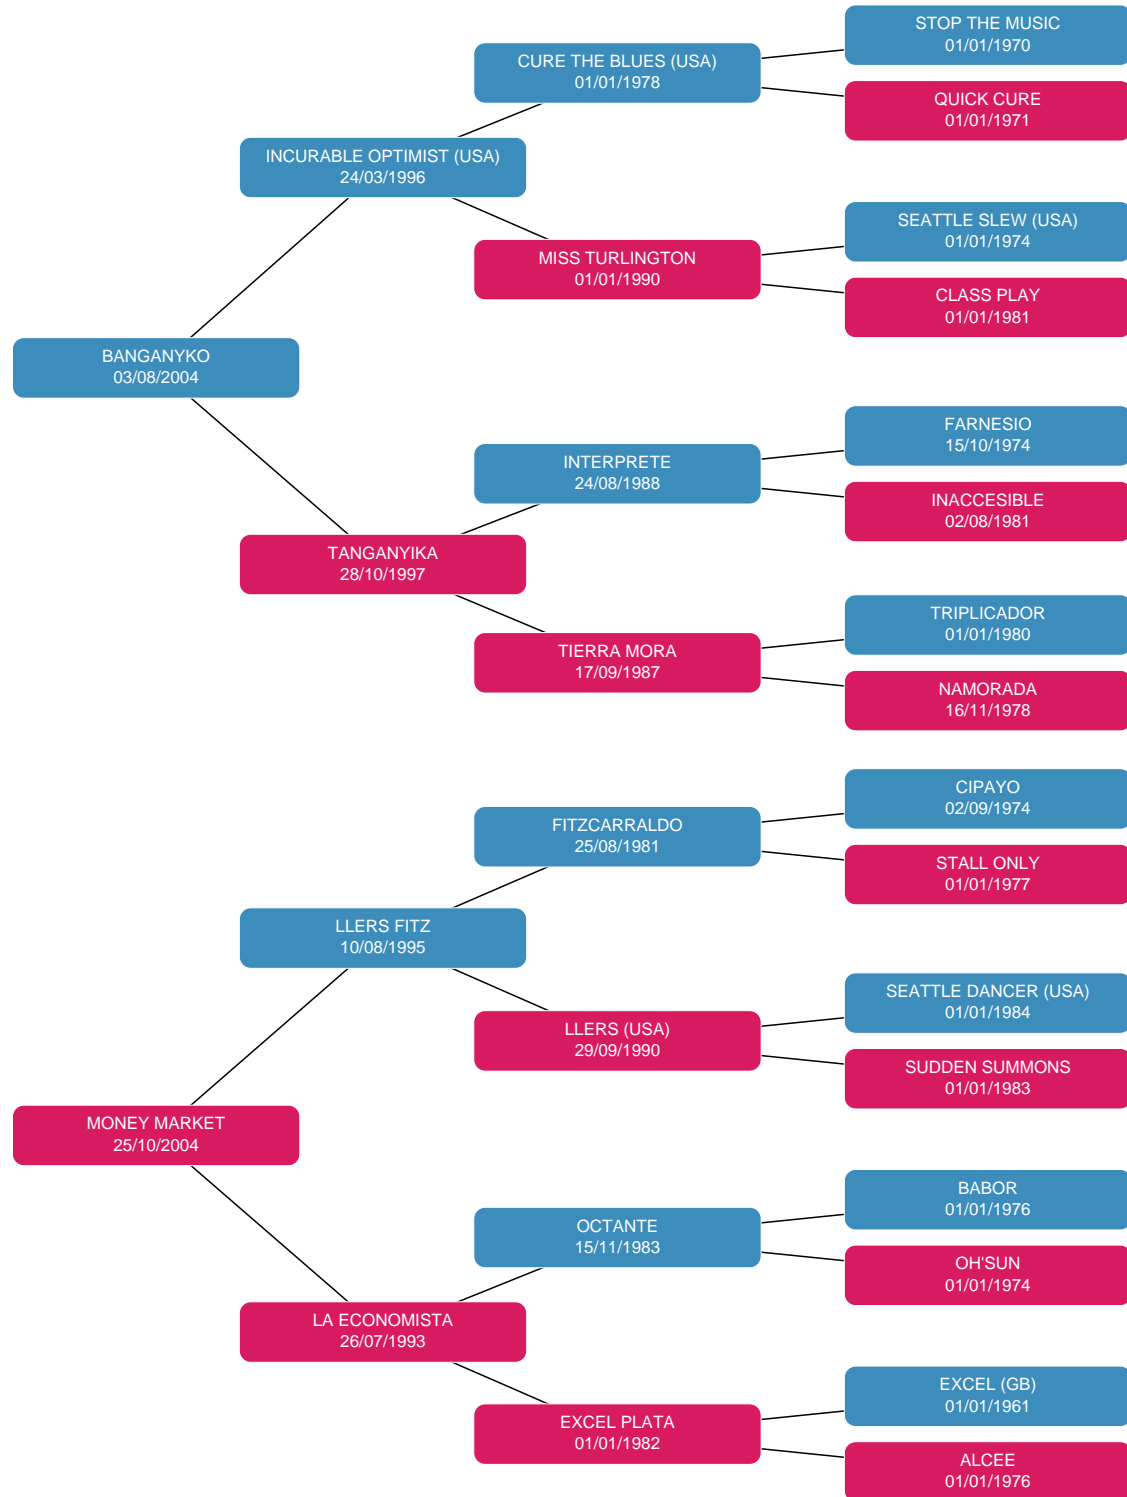 STOP THE MUSIC
01/01/1970
CURE THE BLUES (USA)
01/01/1978
QUICK CURE
01/01/1971
INCURABLE OPTIMIST (USA)
24/03/1996
SEATTLE SLEW (USA)
01/01/1974
MISS TURLINGTON
01/01/1990
CLASS PLAY
01/01/1981
BANGANYKO
03/08/2004
FARNESIO
15/10/1974
INTERPRETE
24/08/1988
INACCESIBLE
02/08/1981
TANGANYIKA
28/10/1997
TRIPLICADOR
01/01/1980
TIERRA MORA
17/09/1987
NAMORADA
16/11/1978
CIPAYO
02/09/1974
FITZCARRALDO
25/08/1981
STALL ONLY
01/01/1977
LLERS FITZ
10/08/1995
SEATTLE DANCER (USA)
01/01/1984
LLERS (USA)
29/09/1990
SUDDEN SUMMONS
01/01/1983
MONEY MARKET
25/10/2004
BABOR
01/01/1976
OCTANTE
15/11/1983
OH'SUN
01/01/1974
LA ECONOMISTA
26/07/1993
EXCEL (GB)
01/01/1961
EXCEL PLATA
01/01/1982
ALCEE
01/01/1976